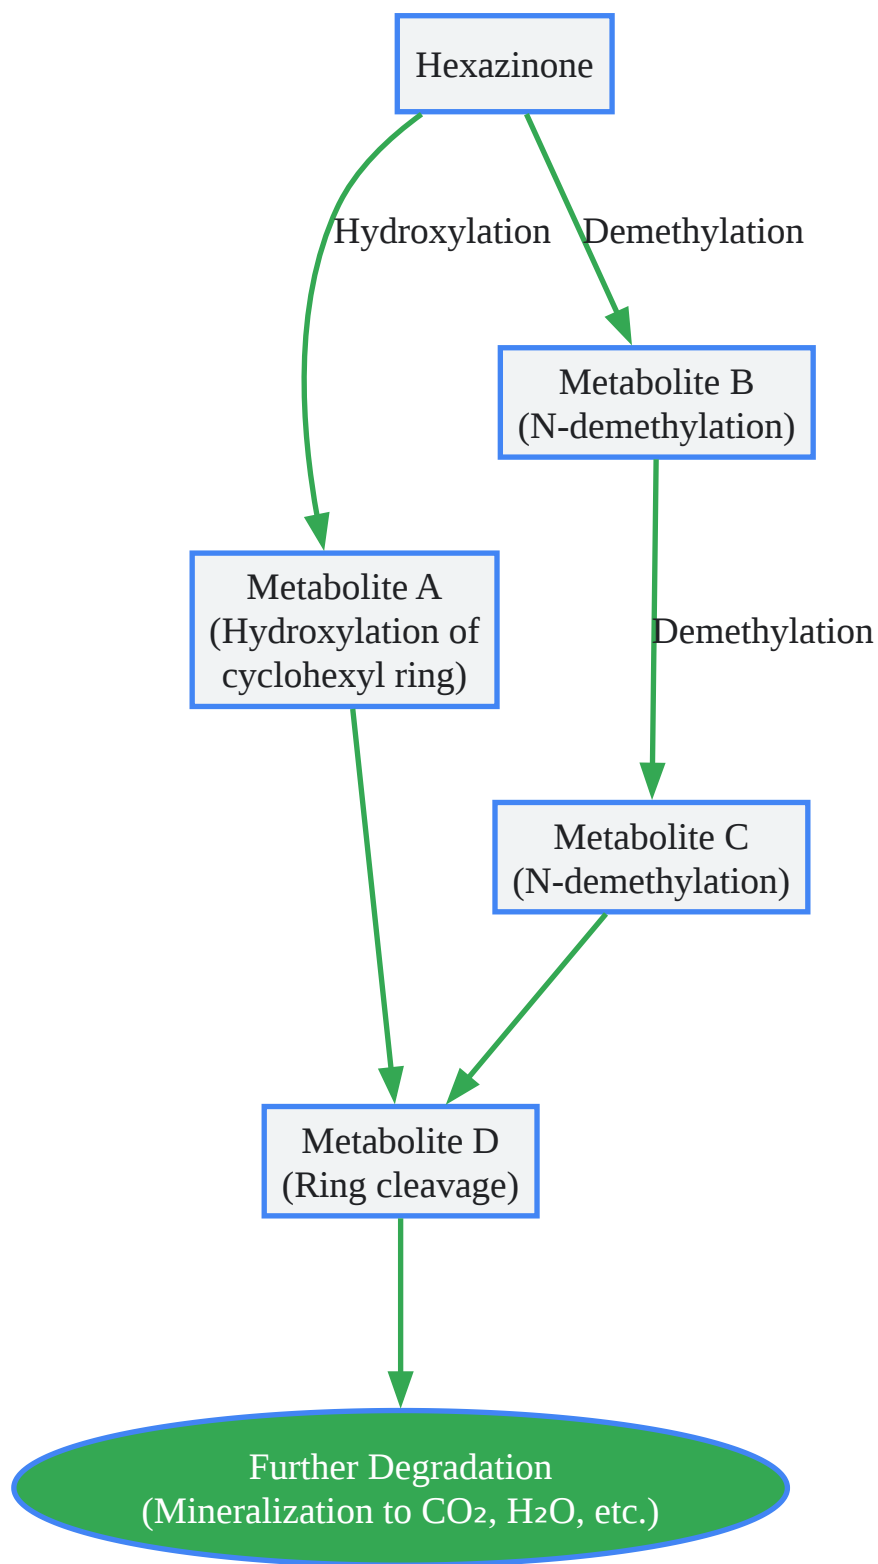 Hexazinone
Hydroxylation
Demethylation
Metabolite B
(N-demethylation)
Metabolite A
(Hydroxylation of
cyclohexyl ring)
Demethylation
Metabolite C
(N-demethylation)
Metabolite D
(Ring cleavage)
Further Degradation
(Mineralization to CO₂, H₂O, etc.)